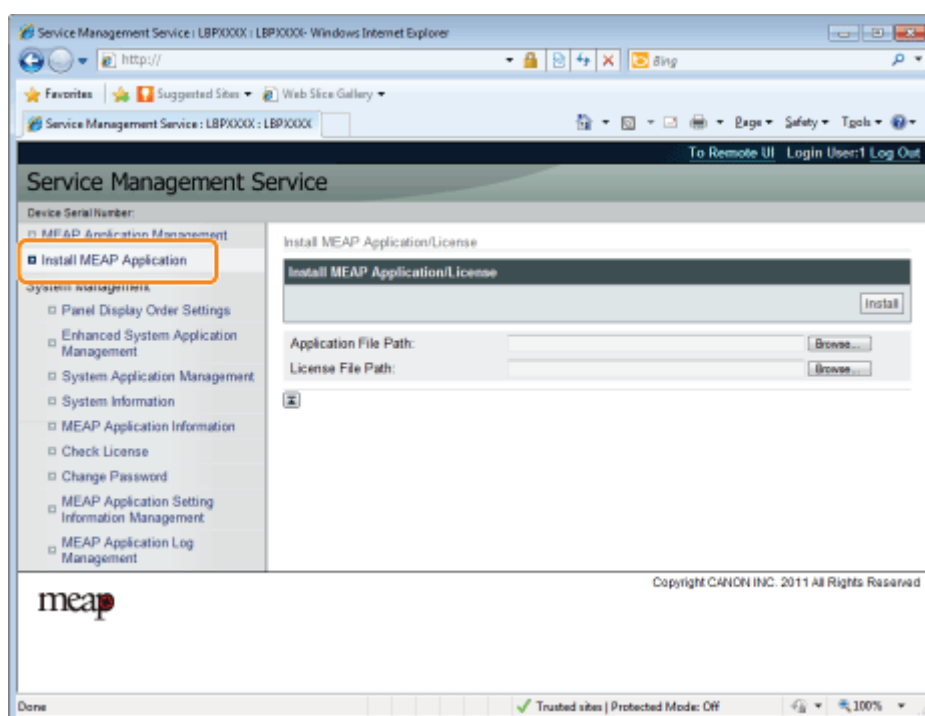 Service Management Service : LBPXXXX : LBPXXXX- Windows Internet Explorer
http://
Bing
Favorites
Suggested Sites
Web Slice Gallery
Service Management Service : LBPXXXX : LBPXXXX
Page
Safety
Tools
To Remote UI Login User:1 Log Out
Service Management Service
Device Serial Number:
MEAP Application Management
Install MEAP Application
System Management
Panel Display Order Settings
Enhanced System Application
Management
System Application Management
System Information
MEAP Application Information
Check License
Change Password
MEAP Application Setting
Information Management
MEAP Application Log
Management
Install MEAP Application/License
Install MEAP Application/License
Install
Application File Path:
Browse...
License File Path:
Browse...
Copyright CANON INC. 2011 All Rights Reserved
meap
Done
Trusted sites | Protected Mode: Off
100%